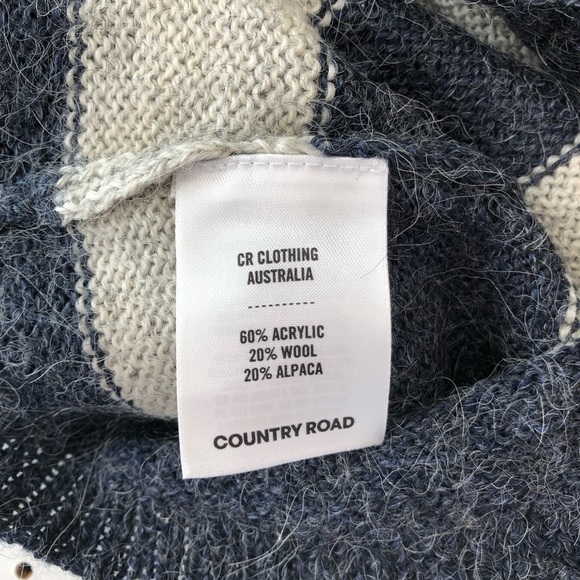 CR CLOTHING
AUSTRALIA
----------
60% ACRYLIC
20% WOOL
20% ALPACA
COUNTRY ROAD